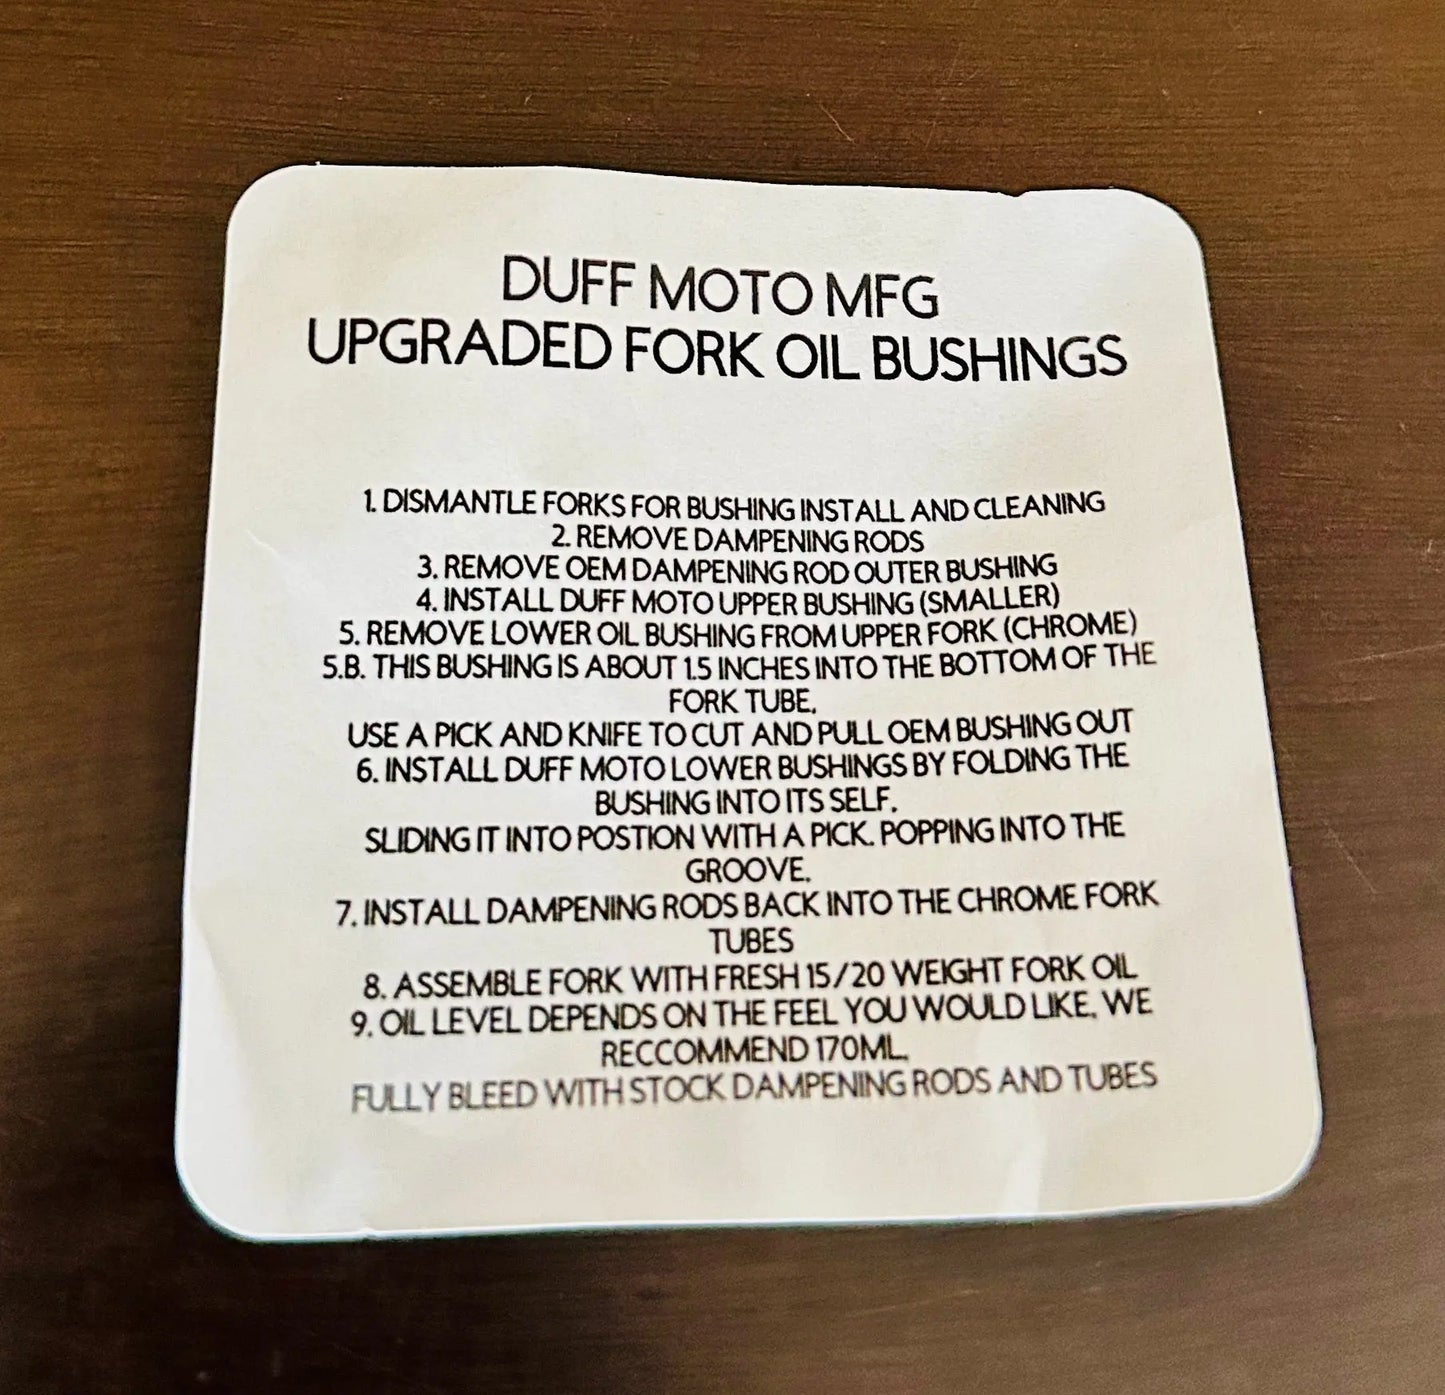 DUFF MOTO MFG
UPGRADED FORK OIL BUSHINGS
1. DISMANTLE FORKS FOR BUSHING INSTALL AND CLEANING
2. REMOVE DAMPENING RODS
3. REMOVE OEM DAMPENING ROD OUTER BUSHING
4. INSTALL DUFF MOTO UPPER BUSHING (SMALLER)
5. REMOVE LOWER OIL BUSHING FROM UPPER FORK (CHROME)
5.B. THIS BUSHING IS ABOUT 1.5 INCHES INTO THE BOTTOM OF THE
FORK TUBE.
USE A PICK AND KNIFE TO CUT AND PULL OEM BUSHING OUT
6. INSTALL DUFF MOTO LOWER BUSHINGS BY FOLDING THE
BUSHING INTO ITS SELF.
SLIDING IT INTO POSTION WITH A PICK. POPPING INTO THE
GROOVE.
7. INSTALL DAMPENING RODS BACK INTO THE CHROME FORK
TUBES
8. ASSEMBLE FORK WITH FRESH 15/20 WEIGHT FORK OIL
9. OIL LEVEL DEPENDS ON THE FEEL YOU WOULD LIKE. WE
RECCOMMEND 170ML.
FULLY BLEED WITH STOCK DAMPENING RODS AND TUBES